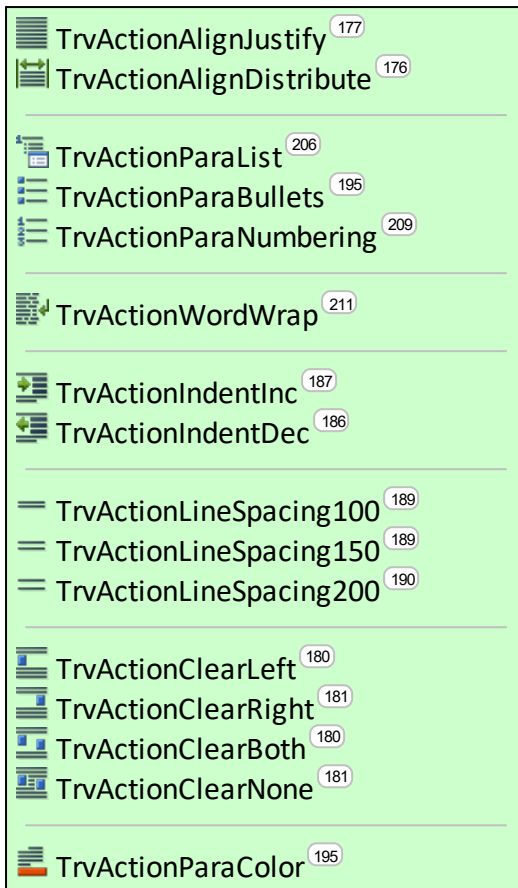 TrvActionAlignJustify 177
TrvActionAlignDistribute 176
TrvActionParaList 206
TrvActionParaBullets 195
TrvActionParaNumbering 209
TrvActionWordWrap 211
TrvActionIndentInc 187
TrvActionIndentDec 186
TrvActionLineSpacing100 189
TrvActionLineSpacing150 189
TrvActionLineSpacing200 190
TrvActionClearLeft 180
TrvActionClearRight 181
TrvActionClearBoth 180
TrvActionClearNone 181
TrvActionParaColor 195